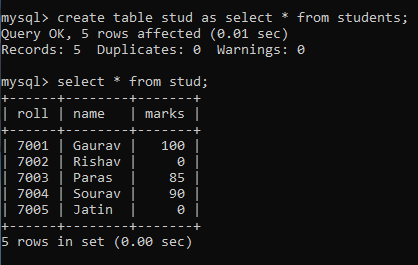 mysql> create table stud as select * from students;
Query OK, 5 rows affected (0.01 sec)
Records: 5  Duplicates: 0  Warnings: 0

mysql> select * from stud;
+------+--------+-------+
| roll | name   | marks |
+------+--------+-------+
| 7001 | Gaurav |   100 |
| 7002 | Rishav |     0 |
| 7003 | Paras  |    85 |
| 7004 | Sourav |    90 |
| 7005 | Jatin  |     0 |
+------+--------+-------+
5 rows in set (0.00 sec)